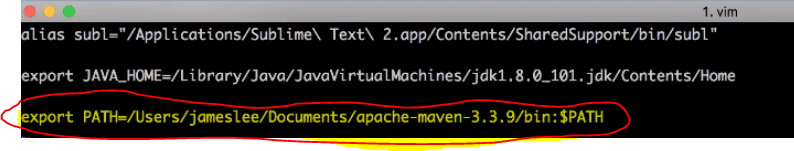 1. vim
alias subl="/Applications/Sublime\ Text\ 2.app/Contents/SharedSupport/bin/subl"
export JAVA_HOME=/Library/Java/JavaVirtualMachines/jdk1.8.0_101.jdk/Contents/Home
export PATH=/Users/jameslee/Documents/apache-maven-3.3.9/bin:$PATH